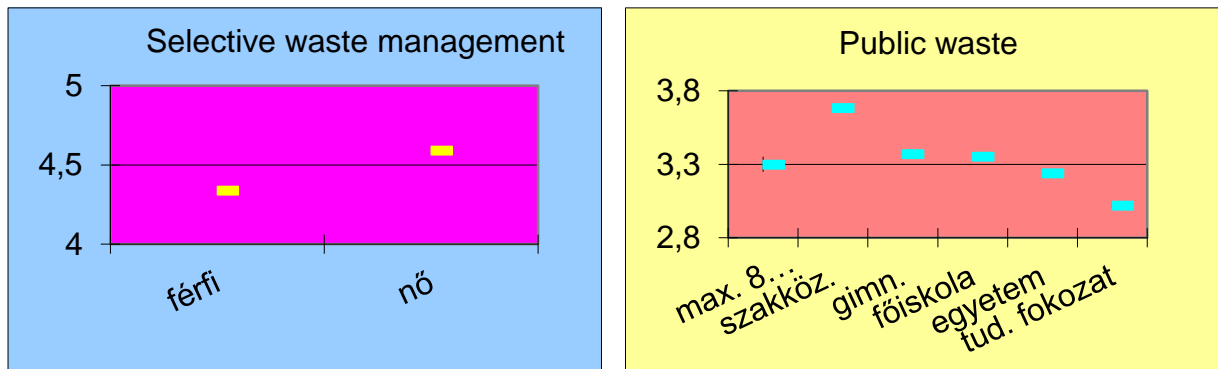 Selective waste management
5
4,5
4
férfi
nő
Public waste
3,8
3,3
2,8
max. 8…
szakköz.
gimn.
főiskola
egyetem
tud. fokozat